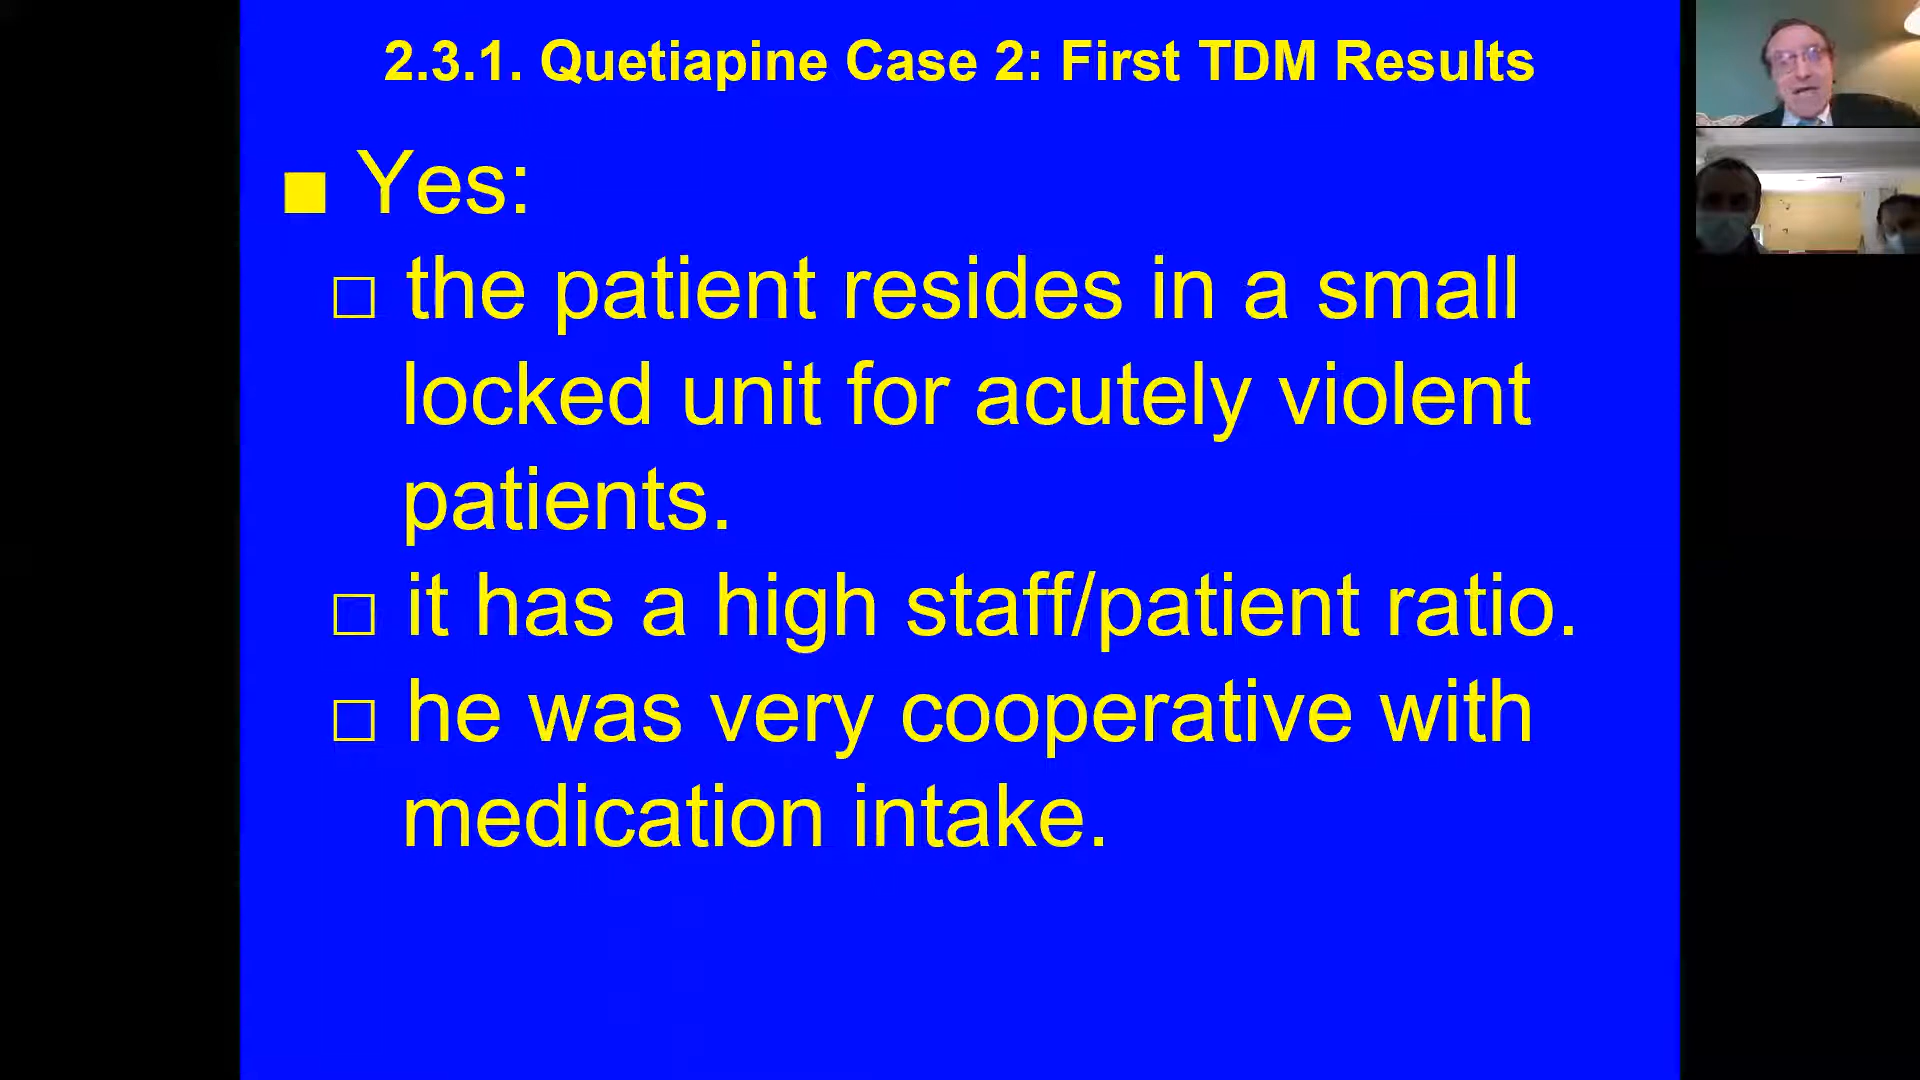 2.3.1. Quetiapine Case 2: First TDM Results
■ Yes:
□ the patient resides in a small
locked unit for acutely violent
patients.
□ it has a high staff/patient ratio.
□ he was very cooperative with
medication intake.